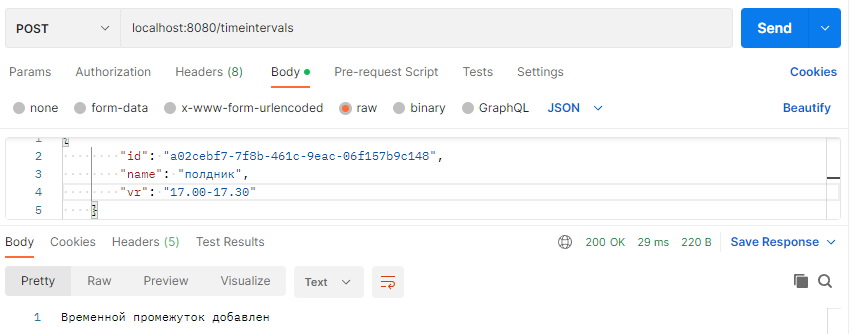 POST localhost:8080/timeintervals Send
Params Authorization Headers (8) Body Pre-request Script Tests Settings Cookies
none form-data x-www-form-urlencoded raw binary GraphQL JSON Beautify
1 {
2 "id": "a02cebf7-7f8b-461c-9eac-06f157b9c148",
3 "name": "полдник",
4 "vr": "17.00-17.30"
5 }
Body Cookies Headers (5) Test Results 200 OK 29 ms 220 B Save Response
Pretty Raw Preview Visualize Text
1 Временной промежуток добавлен